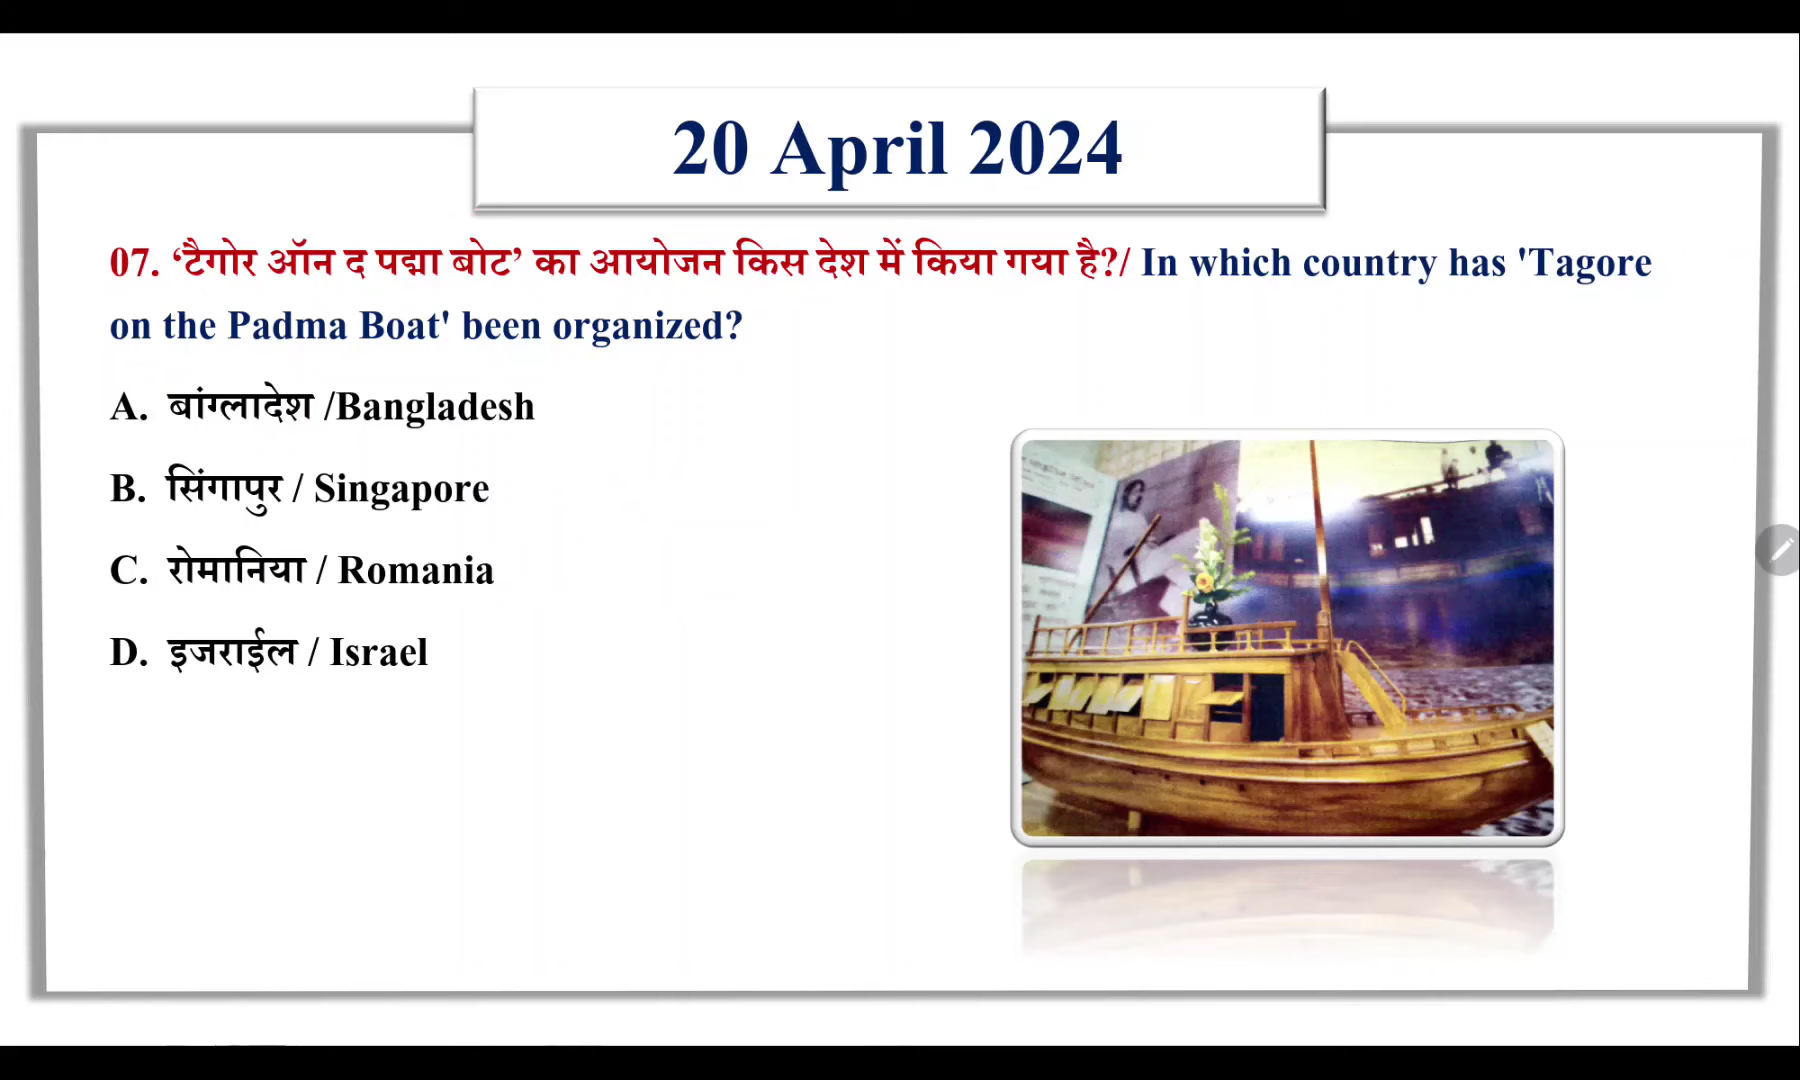 20 April 2024
07. ‘टैगोर ऑन द पद्मा बोट’ का आयोजन किस देश में किया गया है?/ In which country has 'Tagore
on the Padma Boat' been organized?
A. बांग्लादेश /Bangladesh
B. सिंगापुर / Singapore
C. रोमानिया / Romania
D. इजराईल / Israel